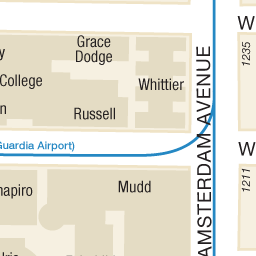 Grace
Dodge
W
1235
y
College
Whittier
n
Russell
AMSTERDAM AVENUE
Guardia Airport)
W
1211
hapiro
Mudd